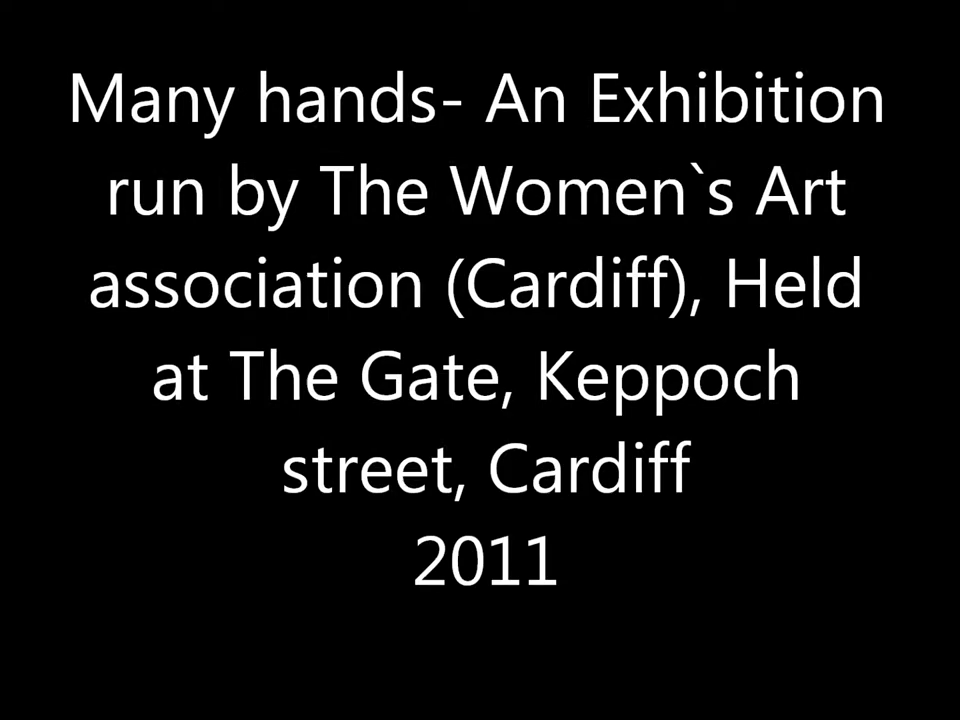 Many hands- An Exhibition
run by The Women`s Art
association (Cardiff), Held
at The Gate, Keppoch
street, Cardiff
2011